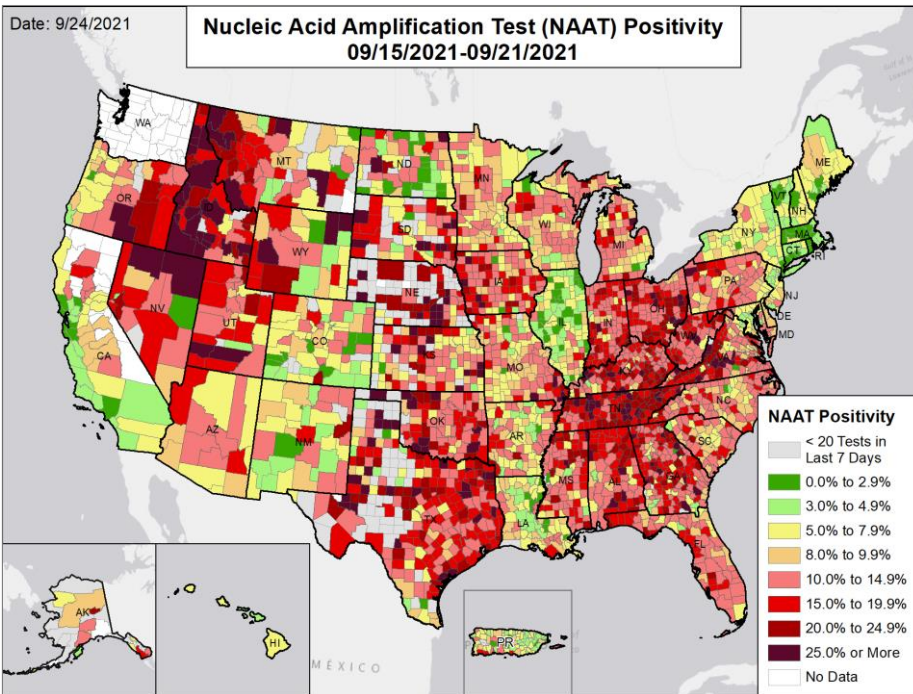 Date: 9/24/2021
Nucleic Acid Amplification Test (NAAT) Positivity
09/15/2021-09/21/2021
WA
MT
ND
MN
ME
OR
ID
SD
WI
MI
VT
NH
NY
MA
CT
RI
WY
IA
PA
NJ
NE
NV
UT
CO
IL
IN
OH
DE
MD
WV
VA
CA
KS
MO
KY
NC
AZ
NM
OK
AR
TN
SC
MS
AL
GA
TX
LA
FL
AK
HI
PR
MÉXICO
NAAT Positivity
< 20 Tests in
Last 7 Days
0.0% to 2.9%
3.0% to 4.9%
5.0% to 7.9%
8.0% to 9.9%
10.0% to 14.9%
15.0% to 19.9%
20.0% to 24.9%
25.0% or More
No Data